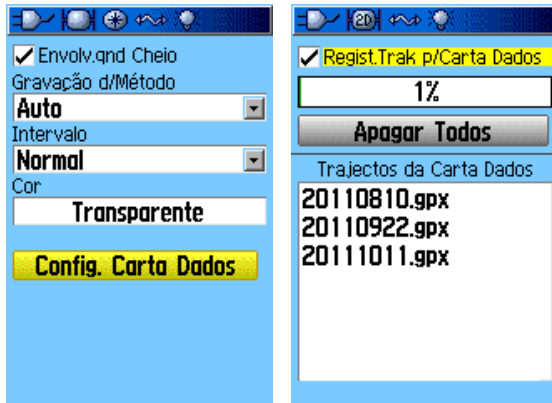 Envolv.qnd Cheio
Gravação d/Método
Auto
Intervalo
Normal
Cor
Transparente
Config. Carta Dados
2D
Regist.Trak p/Carta Dados
1%
Apagar Todos
Trajectos da Carta Dados
20110810.gpx
20110922.gpx
20111011.gpx